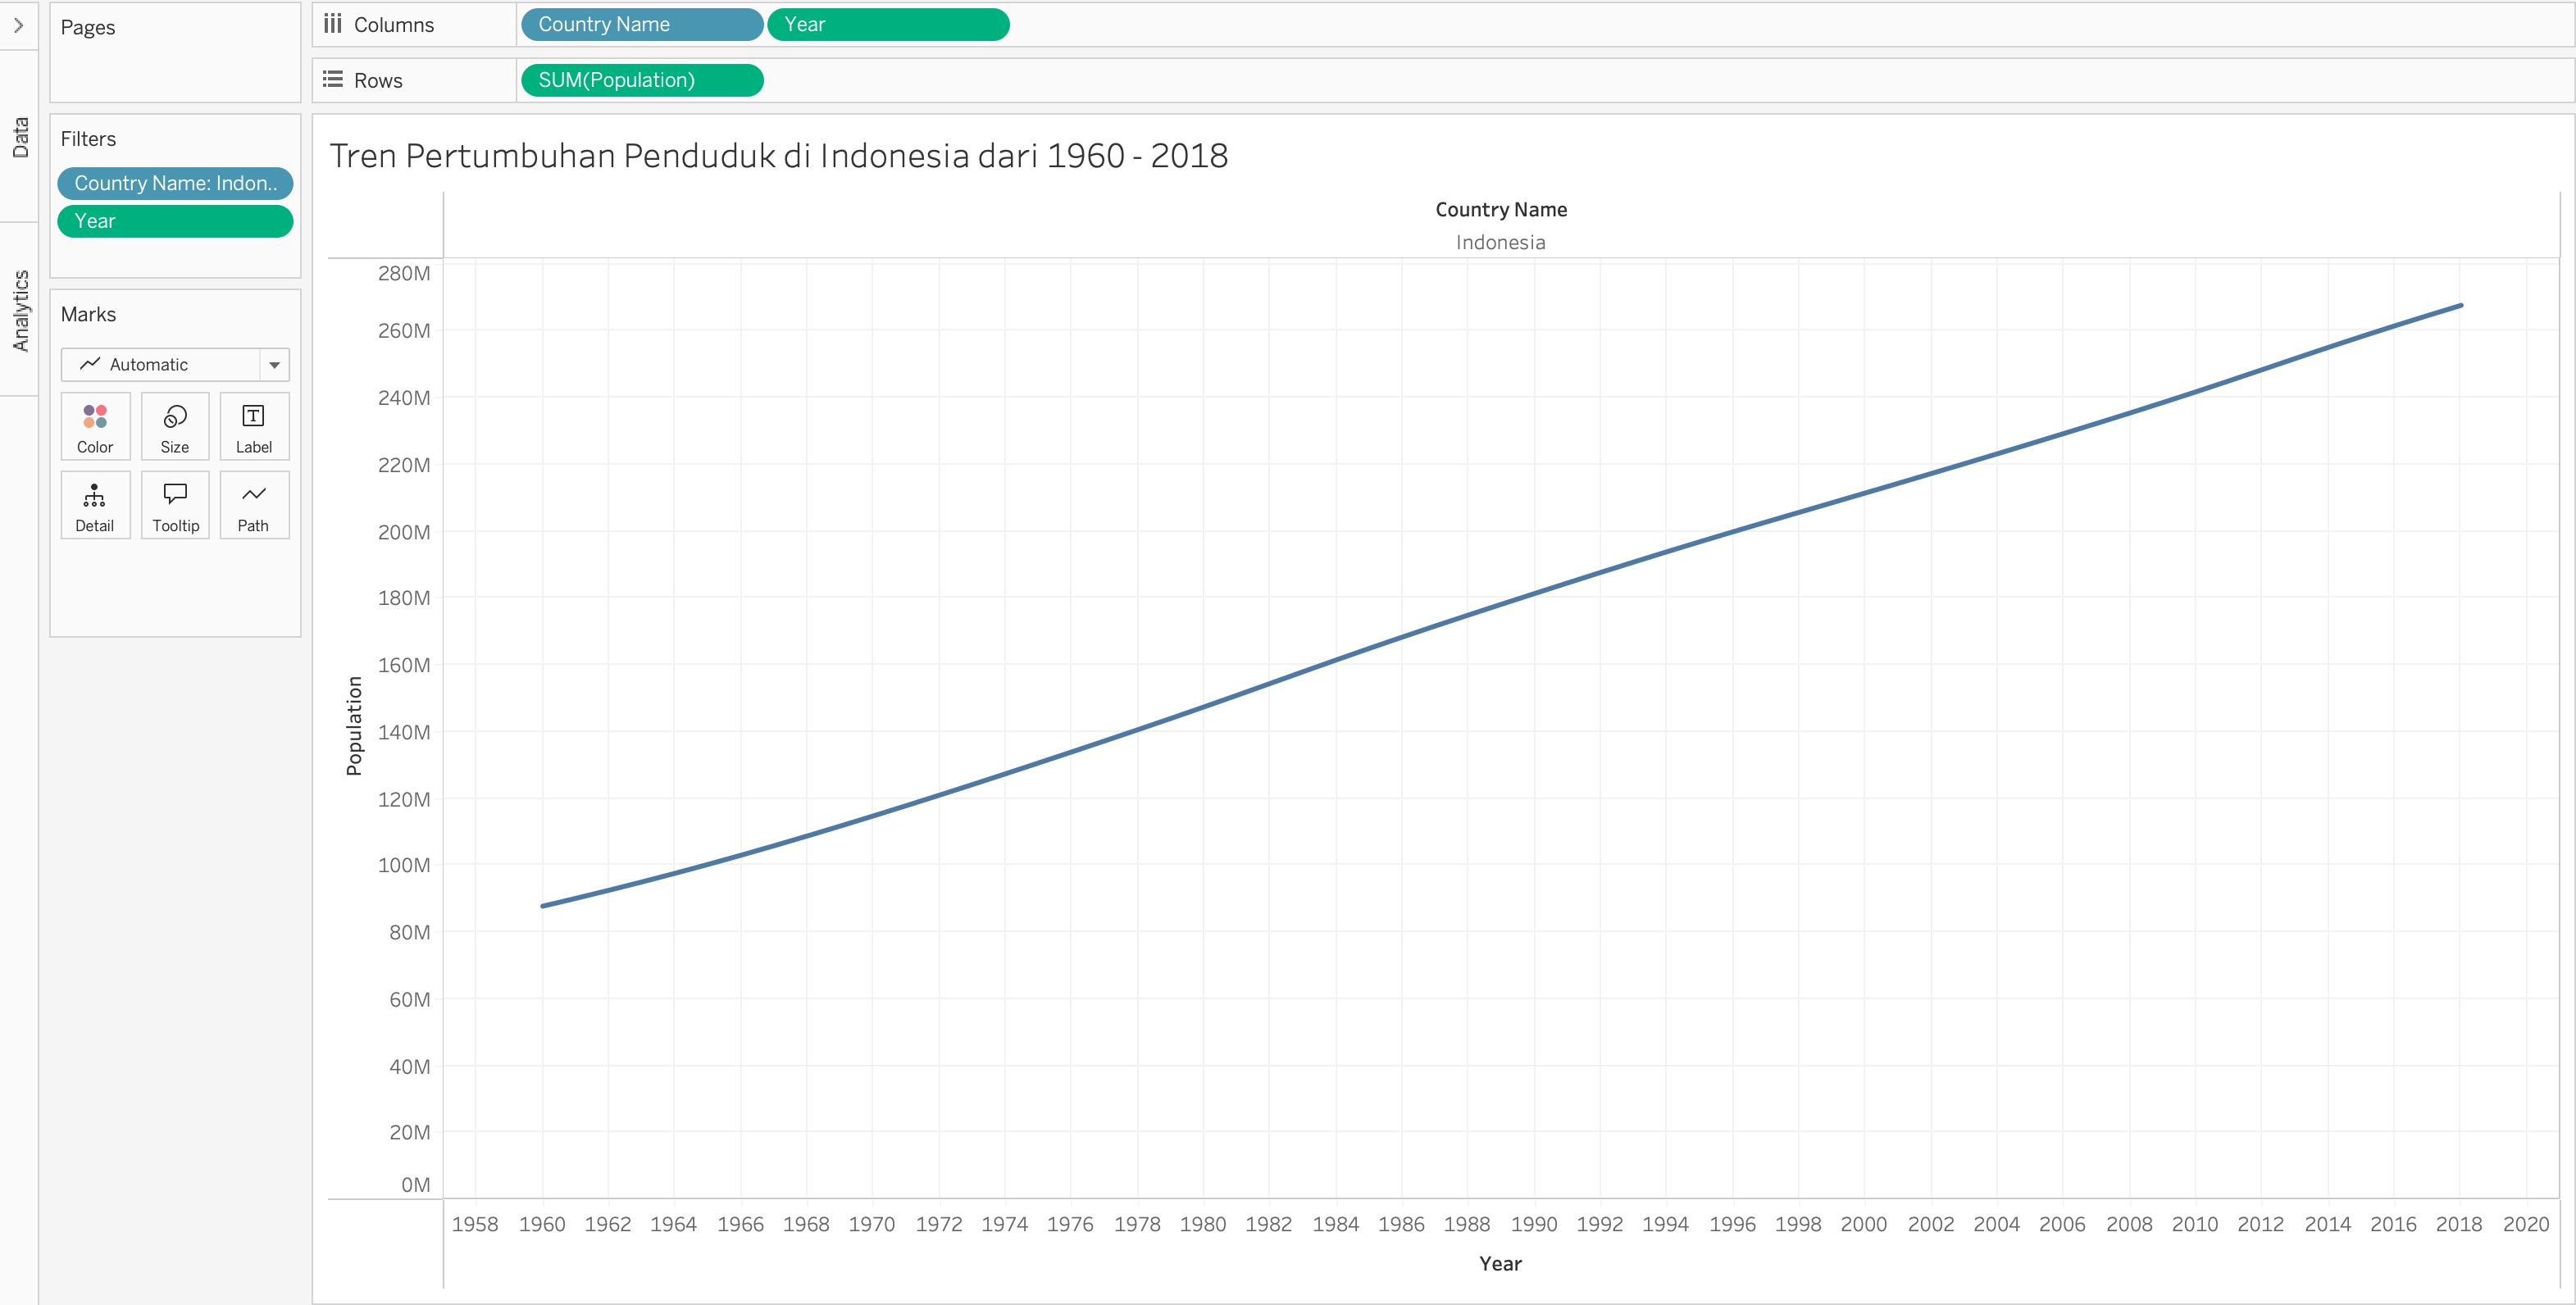 Pages
Columns
Country Name
Year
Rows
SUM(Population)
Data
Analytics
Filters
Country Name: Indon..
Year
Marks
Automatic
Color
Size
Label
Detail
Tooltip
Path
Tren Pertumbuhan Penduduk di Indonesia dari 1960 - 2018
Country Name
Indonesia
280M
260M
240M
220M
200M
180M
160M
140M
120M
100M
80M
60M
40M
20M
0M
Population
1958 1960 1962 1964 1966 1968 1970 1972 1974 1976 1978 1980 1982 1984 1986 1988 1990 1992 1994 1996 1998 2000 2002 2004 2006 2008 2010 2012 2014 2016 2018 2020
Year